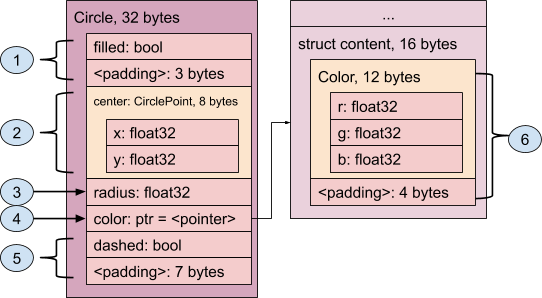 Circle, 32 bytes
1
filled: bool
<padding>: 3 bytes
2
center: CirclePoint, 8 bytes
x: float32
y: float32
3
radius: float32
4
color: ptr = <pointer>
5
dashed: bool
<padding>: 7 bytes
...
struct content, 16 bytes
Color, 12 bytes
r: float32
g: float32
b: float32
<padding>: 4 bytes
6